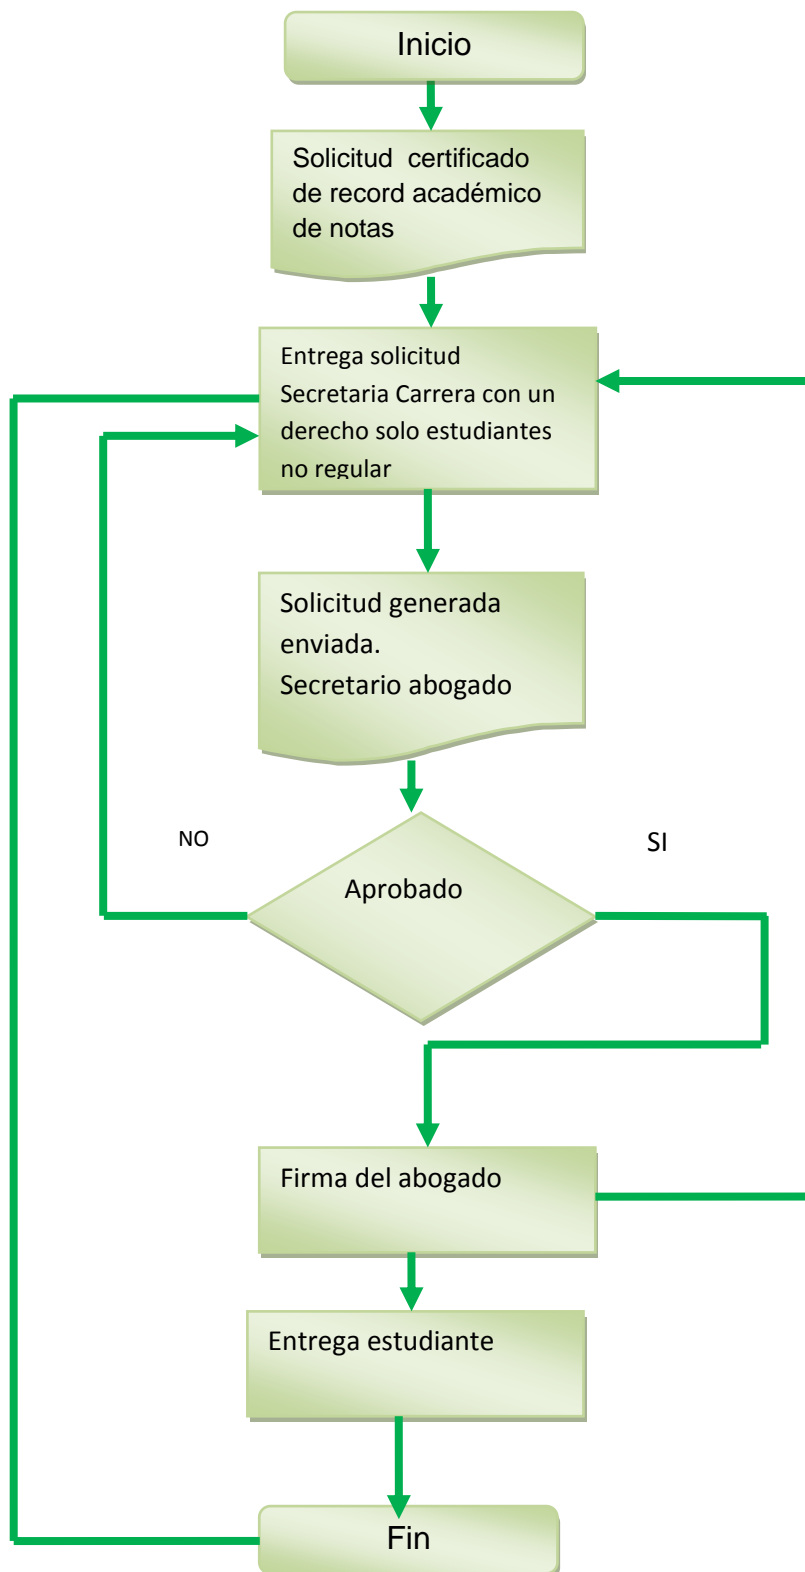 Inicio
Solicitud  certificado
de record académico
de notas
Entrega solicitud
Secretaria Carrera con un
derecho solo estudiantes
no regular
Solicitud generada
enviada.
Secretario abogado
NO
SI
Aprobado
Firma del abogado
Entrega estudiante
Fin